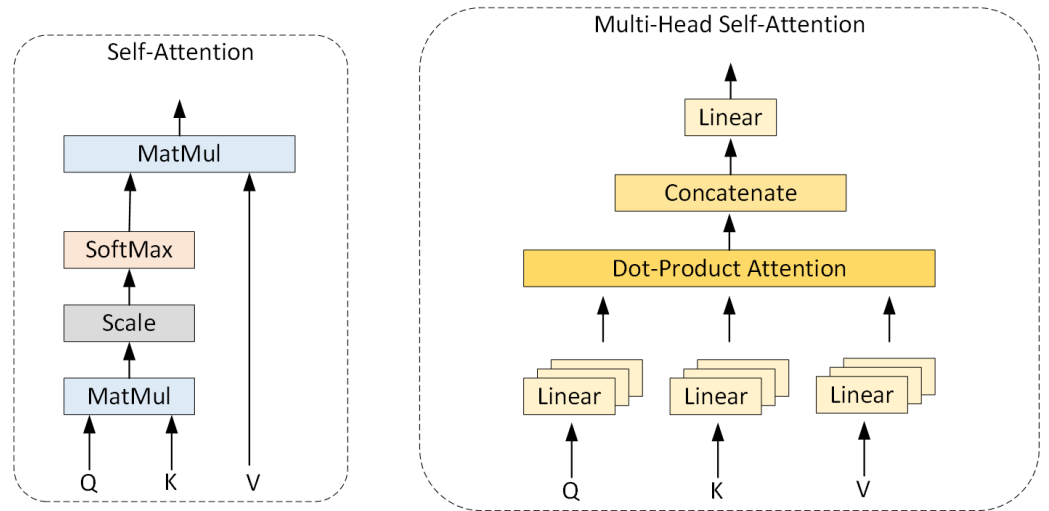 Self-Attention
MatMul
SoftMax
Scale
MatMul
Q K V
Multi-Head Self-Attention
Linear
Concatenate
Dot-Product Attention
Linear Linear Linear
Q K V